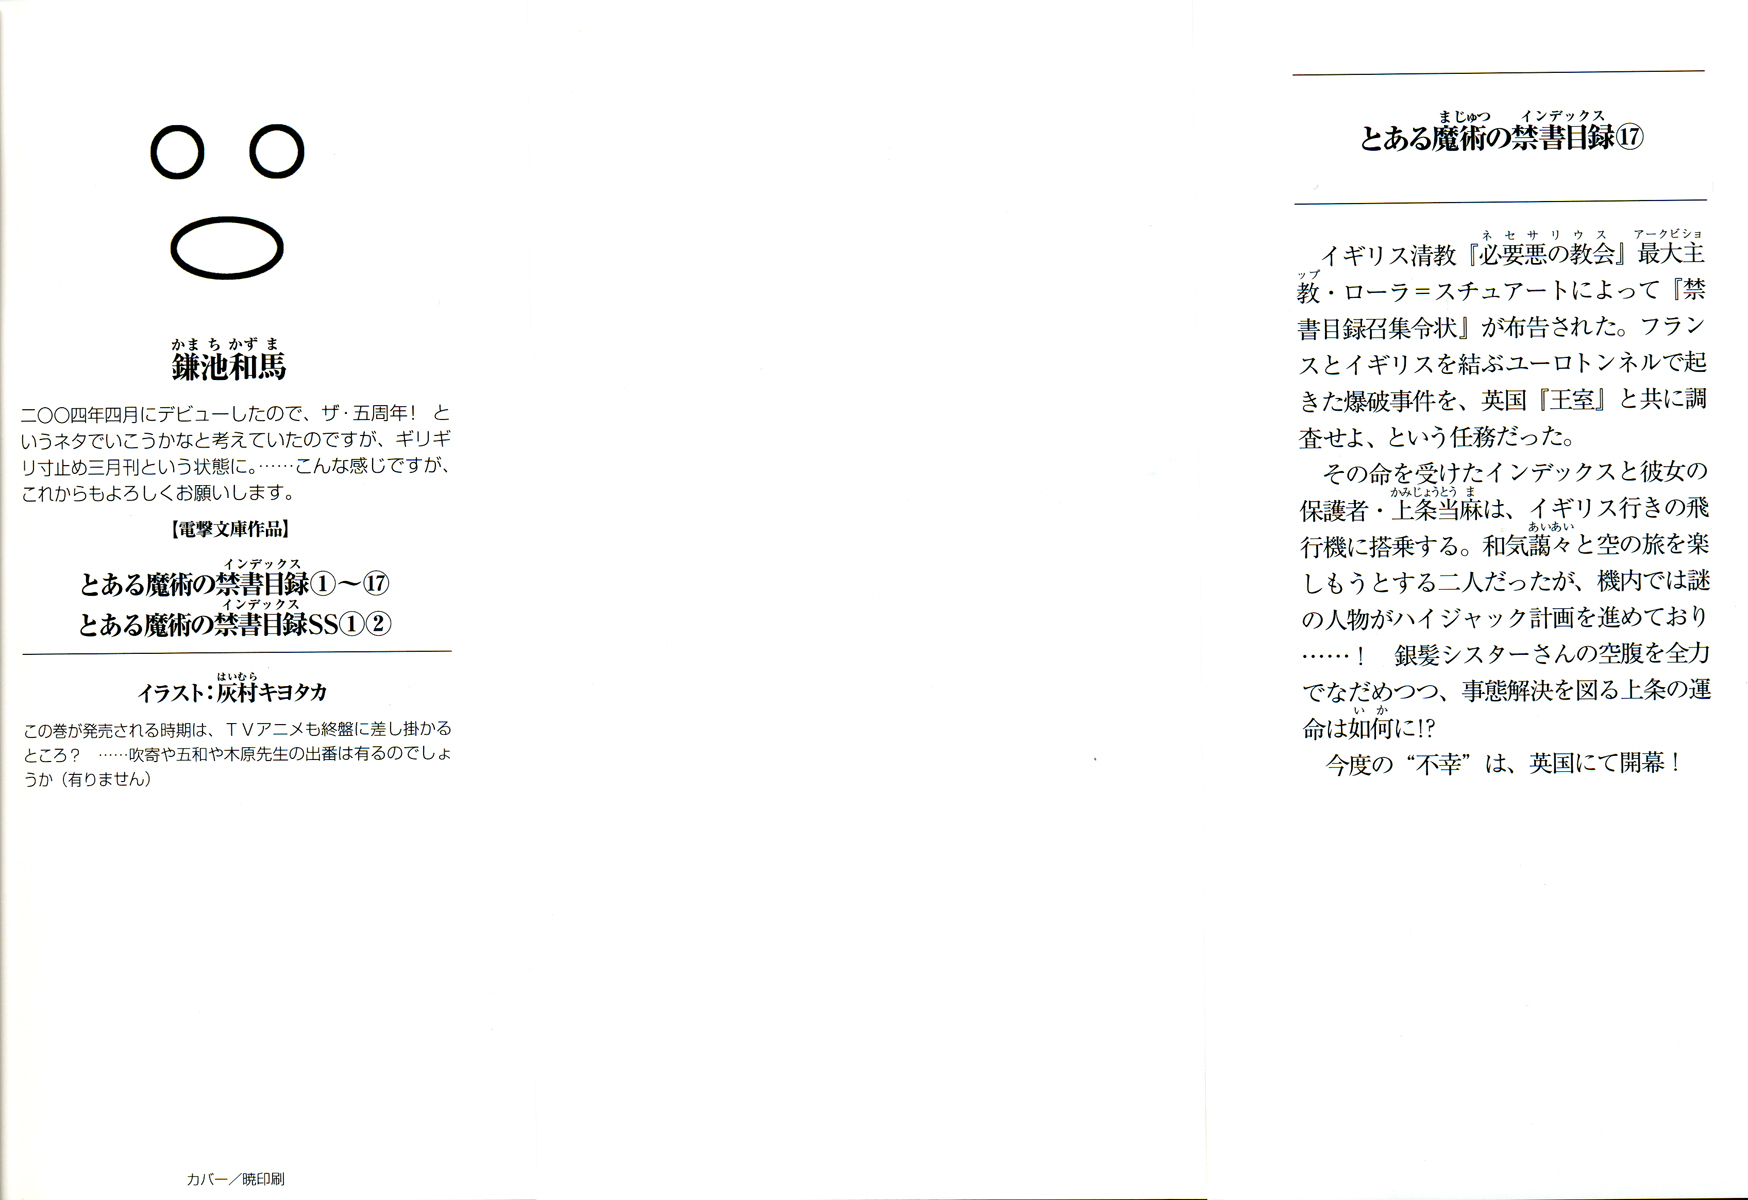 かまちかずま
鎌池和馬
二〇〇四年四月にデビューしたので、ザ・五周年！　と
いうネタでいこうかなと考えていたのですが、ギリギ
リ寸止め三月刊という状態に。……こんな感じですが、
これからもよろしくお願いします。
【電撃文庫作品】
インデックス
とある魔術の禁書目録①～⑰
インデックス
とある魔術の禁書目録SS①②
はいむら
イラスト：灰村キヨタカ
この巻が発売される時期は、ＴＶアニメも終盤に差し掛かる
ところ？　……吹寄や五和や木原先生の出番は有るのでしょ
うか（有りません）
カバー／暁印刷
まじゅつ　インデックス
とある魔術の禁書目録⑰
ネセサリウス　アークビショ
イギリス清教『必要悪の教会』最大主
ップ
教・ローラ＝スチュアートによって『禁
書目録召集令状』が布告された。フラン
スとイギリスを結ぶユーロトンネルで起
きた爆破事件を、英国『王室』と共に調
査せよ、という任務だった。
その命を受けたインデックスと彼女の
かみじょうとうま
保護者・上条当麻は、イギリス行きの飛
あいあい
行機に搭乗する。和気藹々と空の旅を楽
しもうとする二人だったが、機内では謎
の人物がハイジャック計画を進めており
……！　銀髪シスターさんの空腹を全力
でなだめつつ、事態解決を図る上条の運
いか
命は如何に!?
今度の“不幸”は、英国にて開幕！